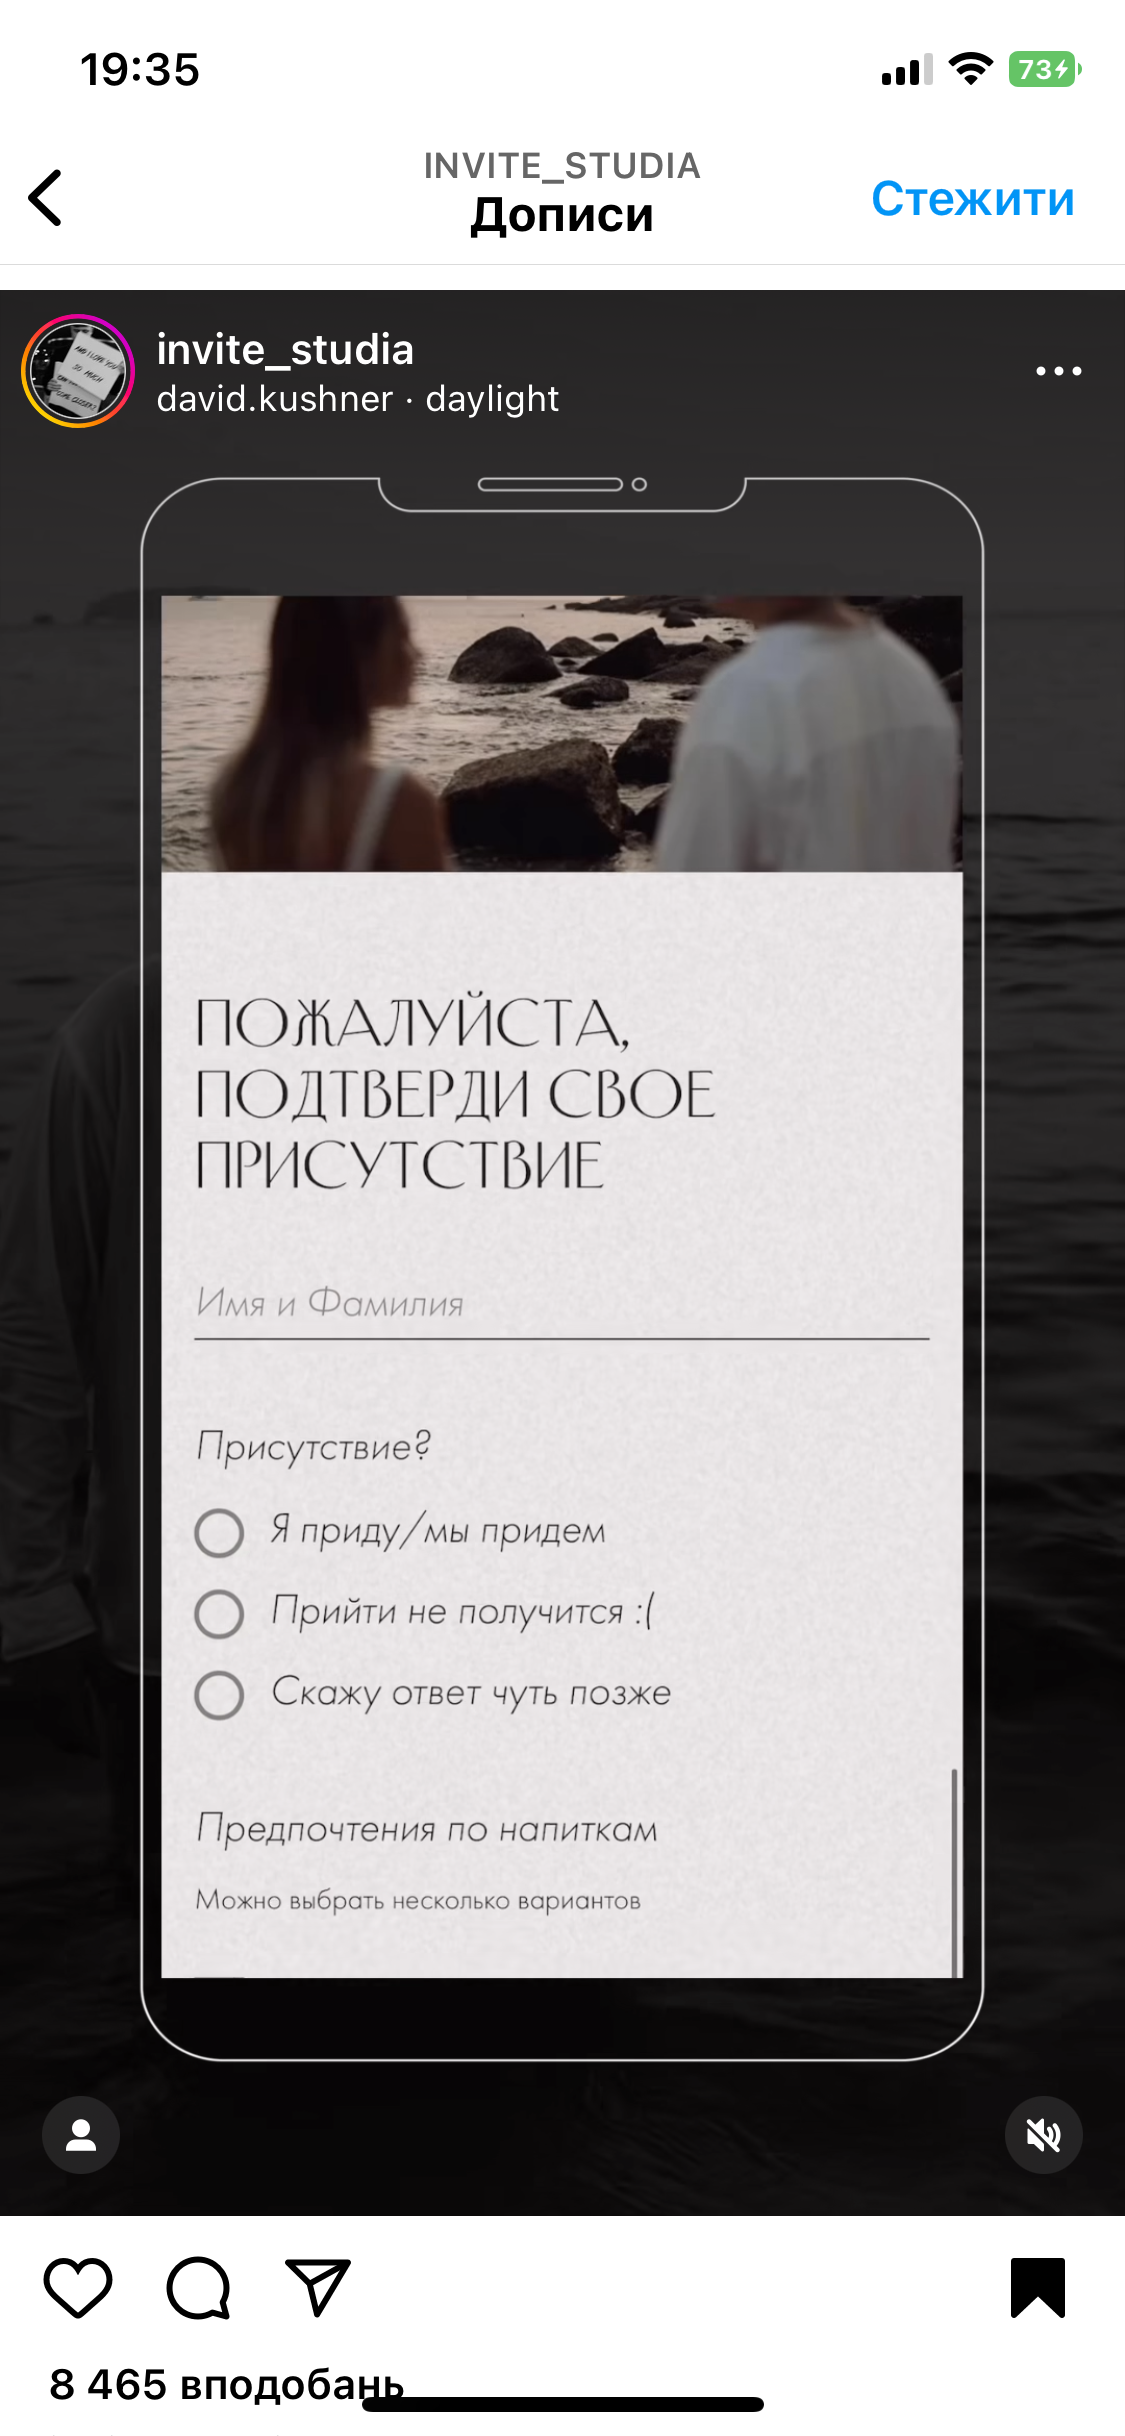 19:35
73
INVITE_STUDIA
Дописи
Стежити
invite_studia
david.kushner · daylight
ПОЖАЛУЙСТА,
ПОДТВЕРДИ СВОЕ
ПРИСУТСТВИЕ
Имя и Фамилия
Присутствие?
Я приду/мы придем
Прийти не получится :(
Скажу ответ чуть позже
Предпочтения по напиткам
Можно выбрать несколько вариантов
8 465 вподобань